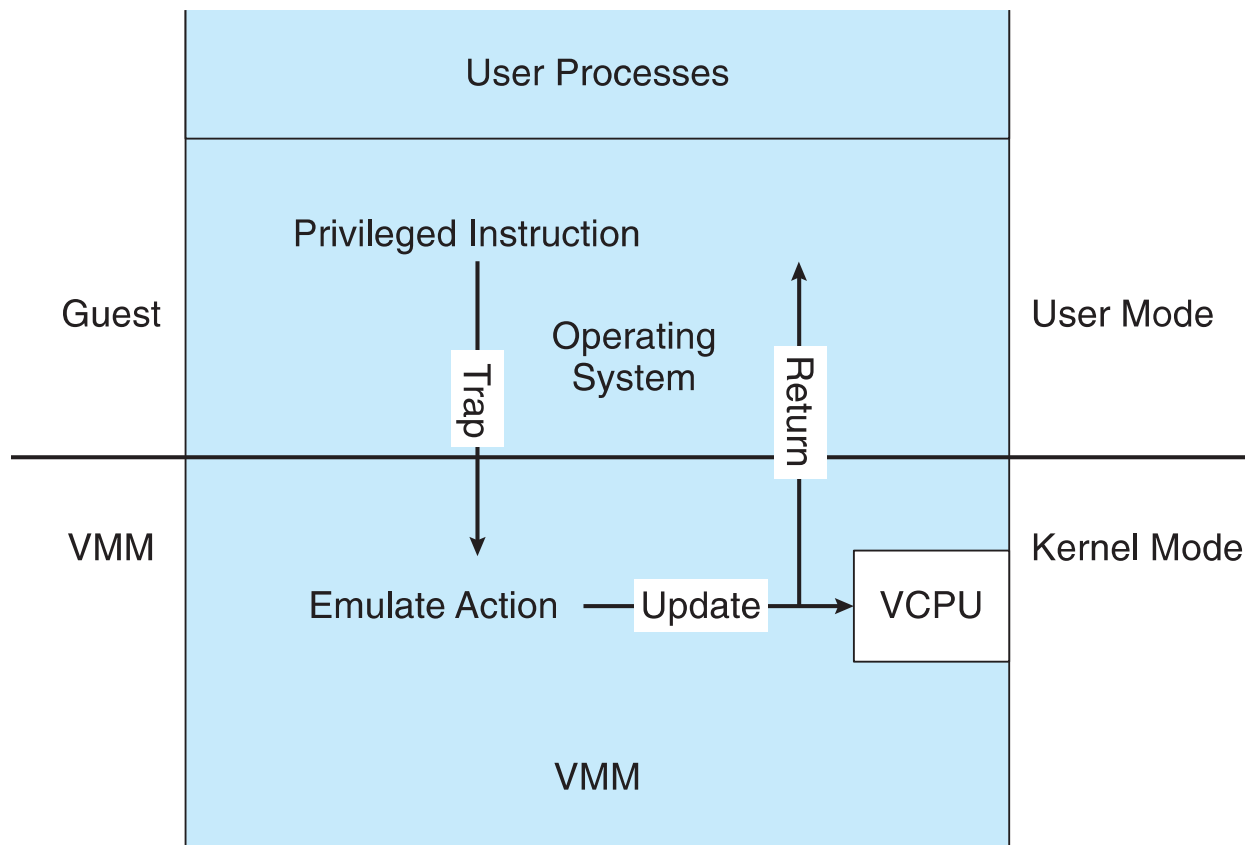 User Processes
Privileged Instruction
Guest
User Mode
Operating
System
Trap
Return
VMM
Kernel Mode
Emulate Action
Update
VCPU
VMM